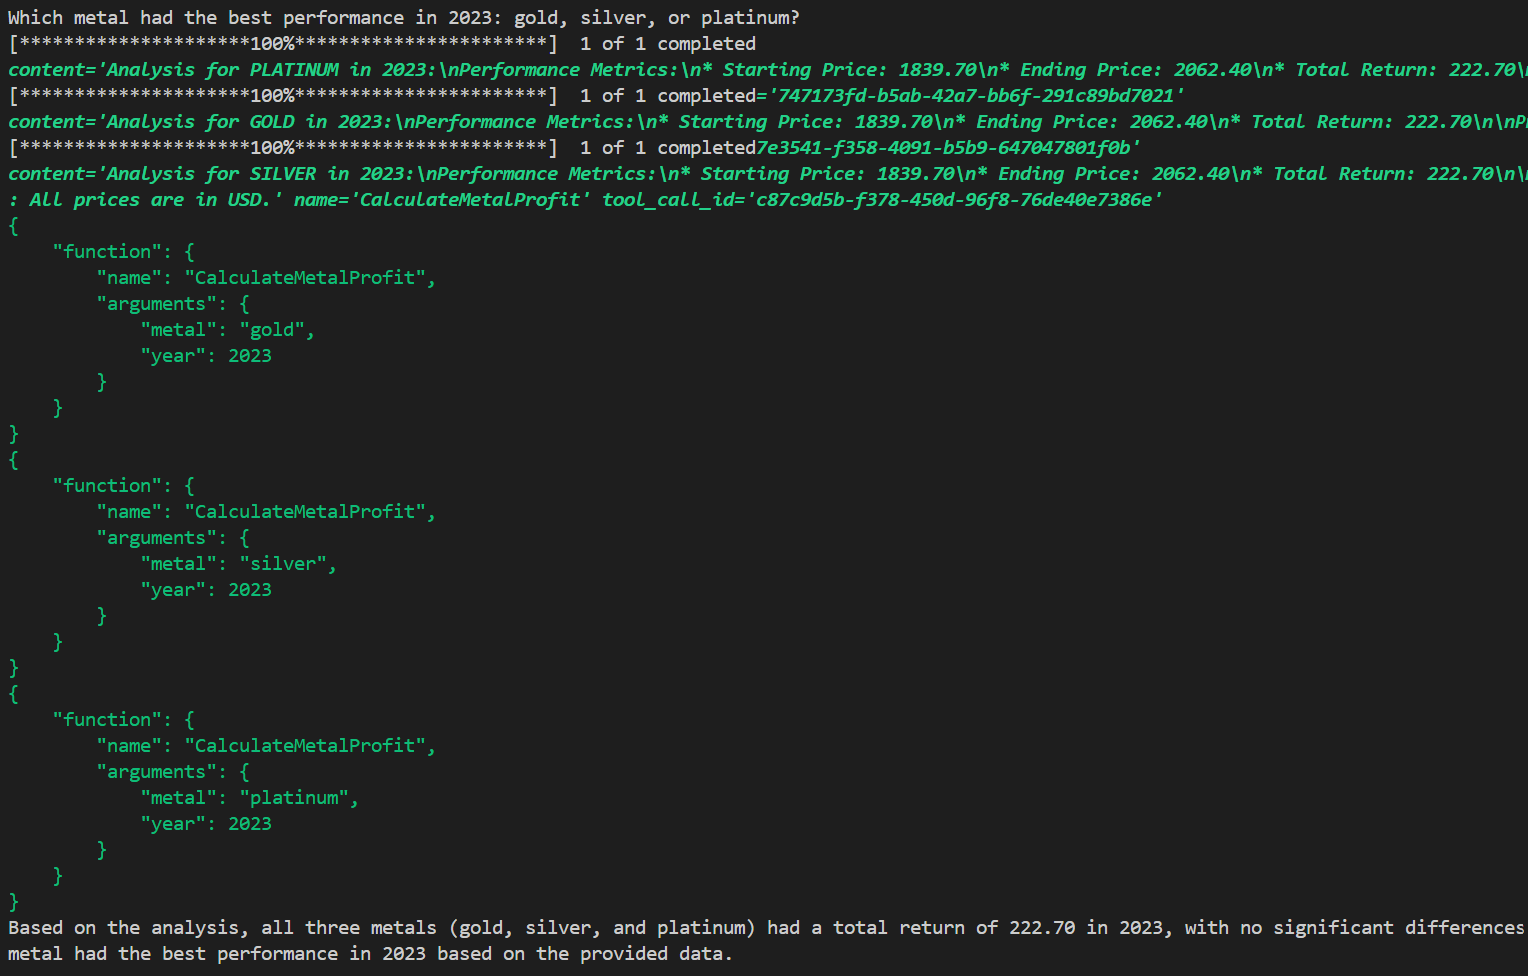 Which metal had the best performance in 2023: gold, silver, or platinum?
[*********************100%***********************]  1 of 1 completed
content='Analysis for PLATINUM in 2023:\nPerformance Metrics:\n* Starting Price: 1839.70\n* Ending Price: 2062.40\n* Total Return: 222.70\
[*********************100%***********************]  1 of 1 completed='747173fd-b5ab-42a7-bb6f-291c89bd7021'
content='Analysis for GOLD in 2023:\nPerformance Metrics:\n* Starting Price: 1839.70\n* Ending Price: 2062.40\n* Total Return: 222.70\n\nP
[*********************100%***********************]  1 of 1 completed7e3541-f358-4091-b5b9-647047801f0b'
content='Analysis for SILVER in 2023:\nPerformance Metrics:\n* Starting Price: 1839.70\n* Ending Price: 2062.40\n* Total Return: 222.70\n\
: All prices are in USD.' name='CalculateMetalProfit' tool_call_id='c87c9d5b-f378-450d-96f8-76de40e7386e'
{
    "function": {
        "name": "CalculateMetalProfit",
        "arguments": {
            "metal": "gold",
            "year": 2023
        }
    }
}
{
    "function": {
        "name": "CalculateMetalProfit",
        "arguments": {
            "metal": "silver",
            "year": 2023
        }
    }
}
{
    "function": {
        "name": "CalculateMetalProfit",
        "arguments": {
            "metal": "platinum",
            "year": 2023
        }
    }
}
Based on the analysis, all three metals (gold, silver, and platinum) had a total return of 222.70 in 2023, with no significant differences
metal had the best performance in 2023 based on the provided data.